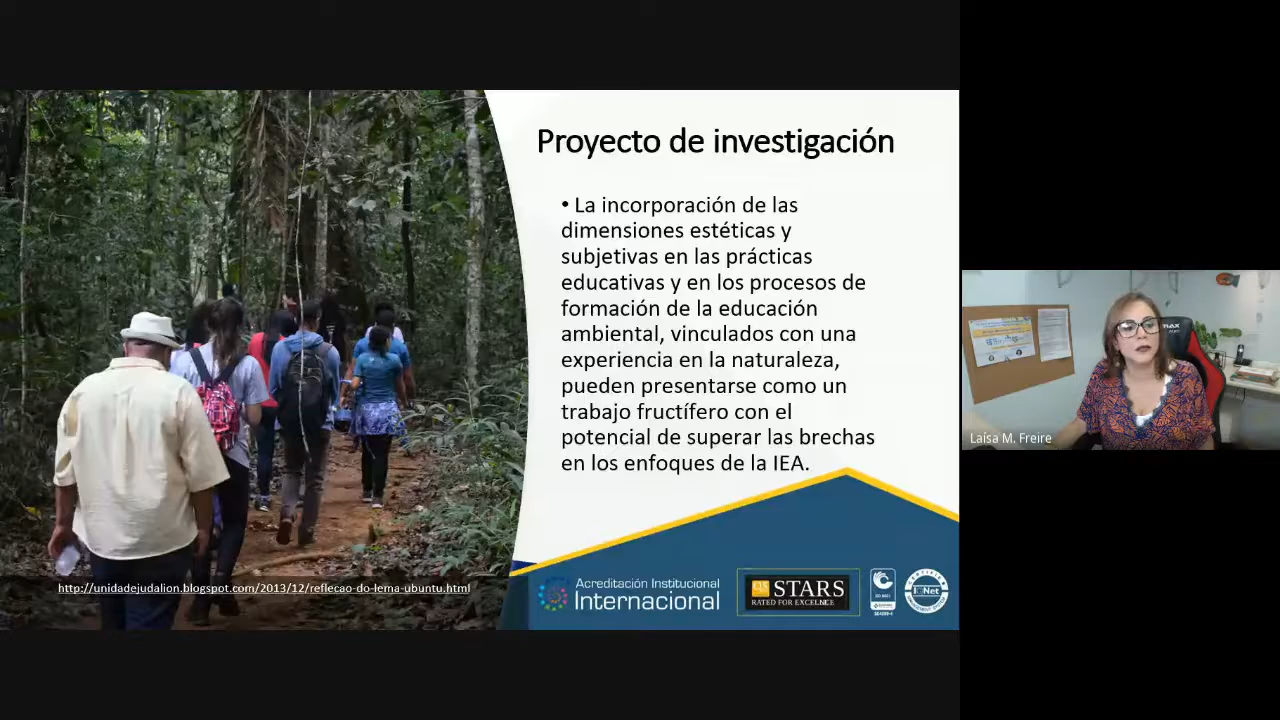 Proyecto de investigación
• La incorporación de las
dimensiones estéticas y
subjetivas en las prácticas
educativas y en los procesos de
formación de la educación
ambiental, vinculados con una
experiencia en la naturaleza,
pueden presentarse como un
trabajo fructífero con el
potencial de superar las brechas
en los enfoques de la IEA.
http://unidadejudalion.blogspot.com/2013/12/reflecao-do-lema-ubuntu.html
Acreditación Institucional
Internacional
QS STARS
RATED FOR EXCELLENCE
IQNet
Laísa M. Freire